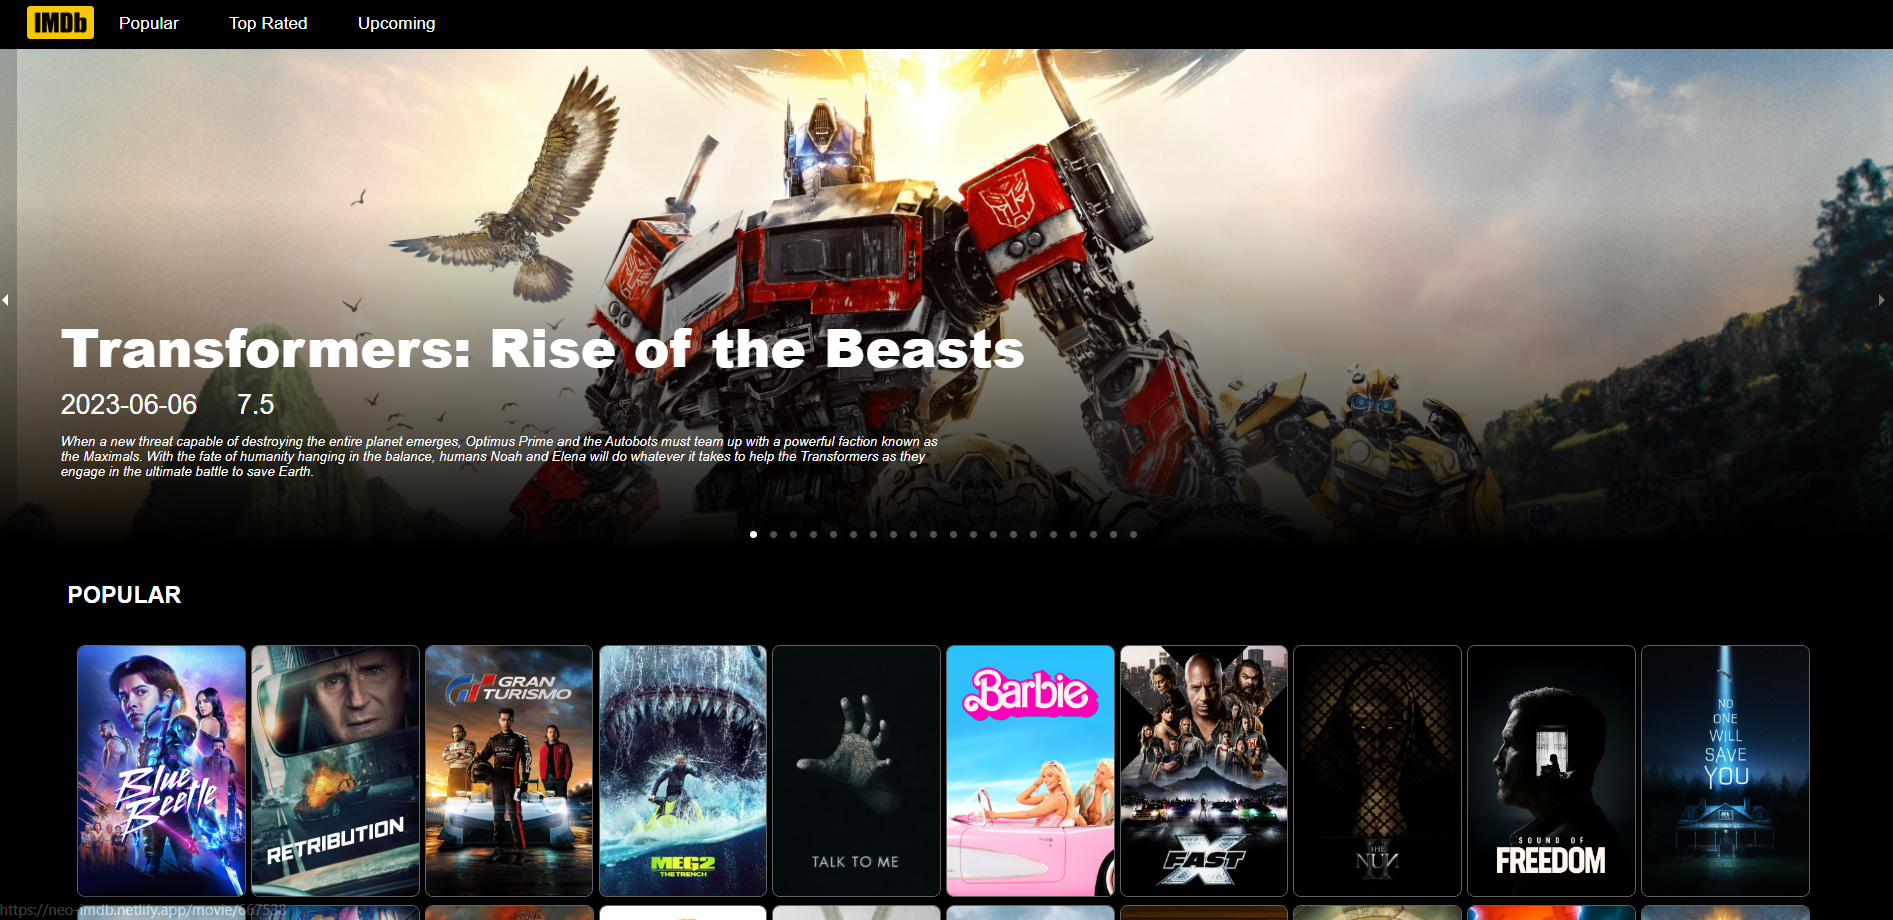 IMDb Popular Top Rated Upcoming
Transformers: Rise of the Beasts
2023-06-06 7.5
When a new threat capable of destroying the entire planet emerges, Optimus Prime and the Autobots must team up with a powerful faction known as
the Maximals. With the fate of humanity hanging in the balance, humans Noah and Elena will do whatever it takes to help the Transformers as they
engage in the ultimate battle to save Earth.
POPULAR
Blue
Beetle
RETRIBUTION
GRAN
TURISMO
MEG2
THE TRENCH
TALK TO ME
Barbie
FAST X
THE
NUN
II
SOUND OF
FREEDOM
NO
ONE
WILL
SAVE
YOU
https://neo-imdb.netlify.app/movie/667538